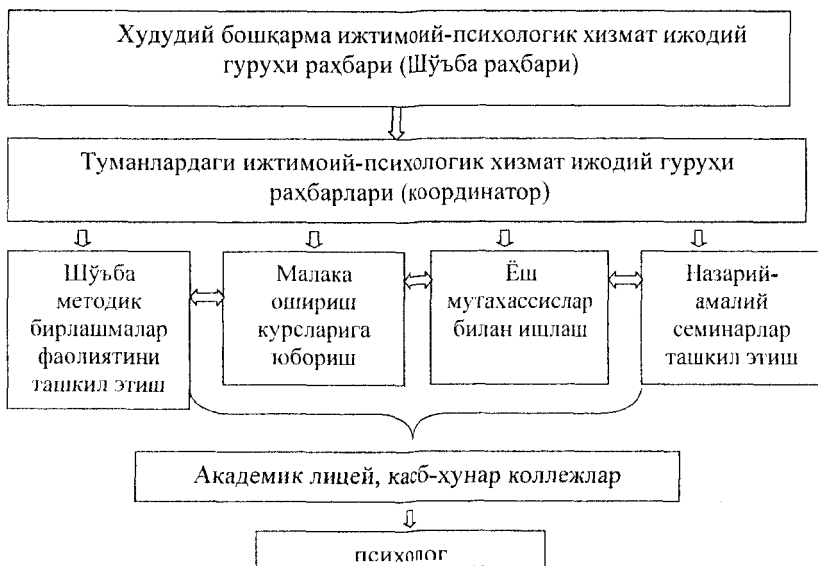 Худудий бошқарма ижтимоий-психологик хизмат ижодий
гуруҳи раҳбари (Шўъба раҳбари)
Туманлардаги ижтимоий-психологик хизмат ижодий гуруҳи
раҳбарлари (координатор)
Шўъба
методик
бирлашмалар
фаолиятини
ташкил этиш
Малака
ошириш
курсларига
юбориш
Ёш
мутахассислар
билан ишлаш
Назарий-
амалий
семинарлар
ташкил этиш
Академик лицей, касб-ҳунар коллежлар
психолог